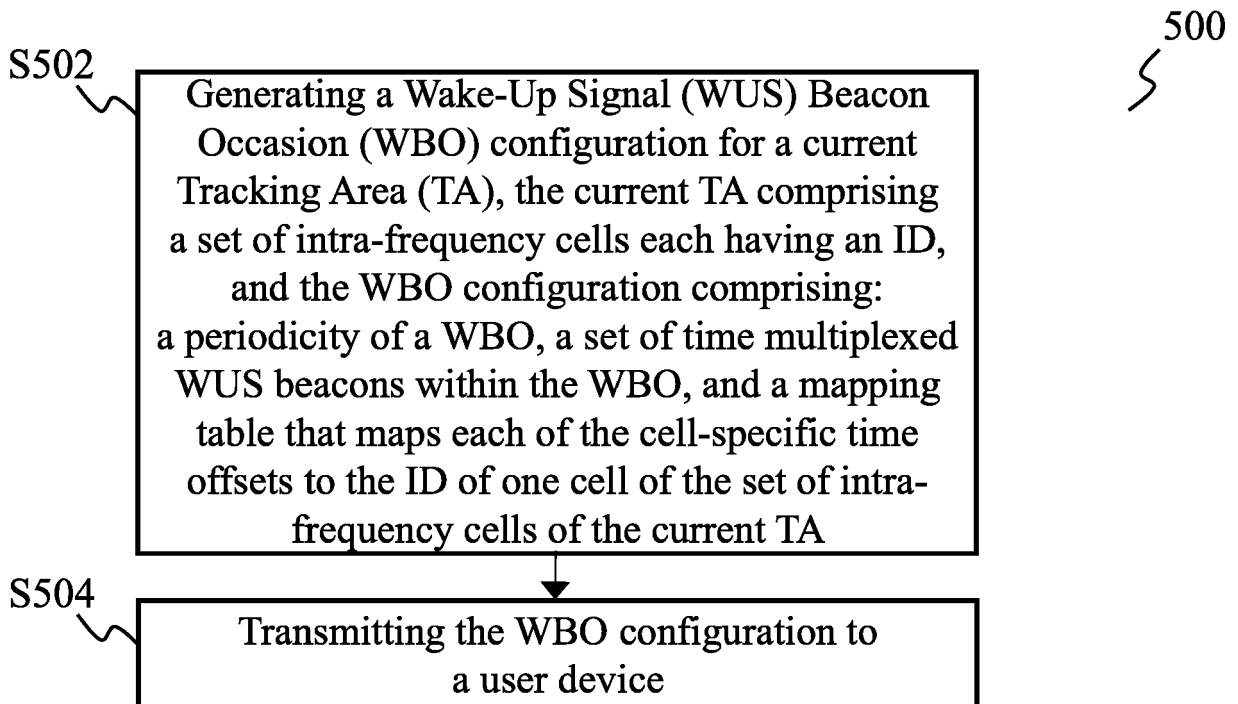 500
S502
Generating a Wake-Up Signal (WUS) Beacon
Occasion (WBO) configuration for a current
Tracking Area (TA), the current TA comprising
a set of intra-frequency cells each having an ID,
and the WBO configuration comprising:
a periodicity of a WBO, a set of time multiplexed
WUS beacons within the WBO, and a mapping
table that maps each of the cell-specific time
offsets to the ID of one cell of the set of intra-
frequency cells of the current TA
S504
Transmitting the WBO configuration to
a user device